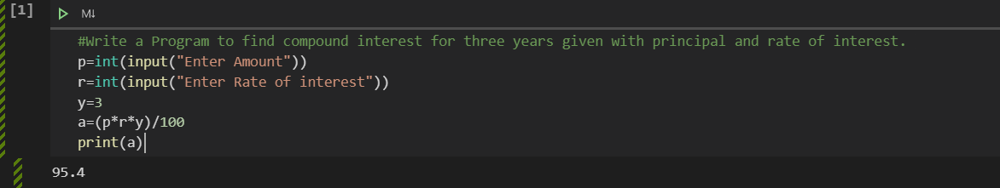 [1]
M↓
#Write a Program to find compound interest for three years given with principal and rate of interest.
p=int(input("Enter Amount"))
r=int(input("Enter Rate of interest"))
y=3
a=(p*r*y)/100
print(a)
95.4